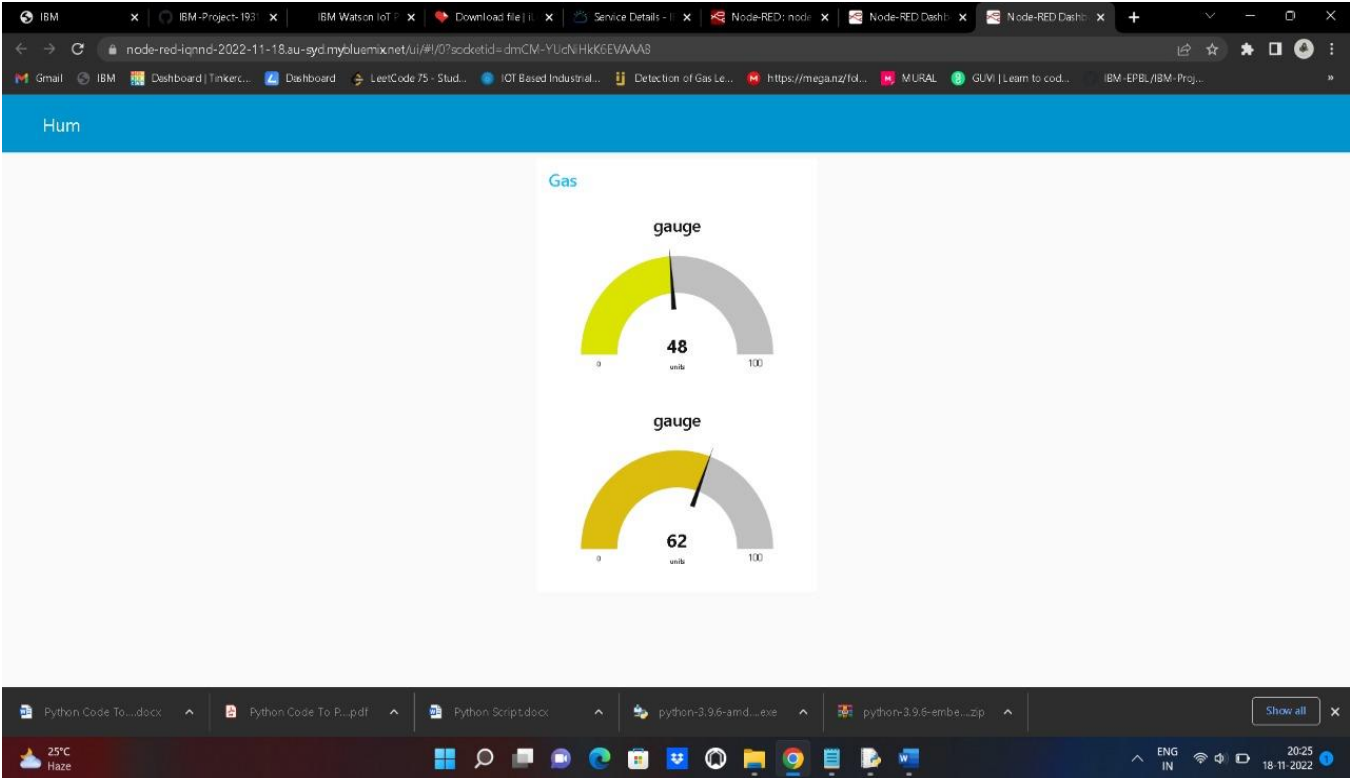 IBM
IBM-Project-1931
IBM Watson IoT P
Download file | iL
Service Details - I
Node-RED: node
Node-RED Dashb
Node-RED Dashb
node-red-iqnnd-2022-11-18.au-syd.mybluemix.net/ui/#!/0?socketid=dmCM-YUcNiHkK6EVAAAB
Gmail
IBM
Dashboard | Tinkerc...
Dashboard
LeetCode 75 - Stud...
IOT Based Industrial...
Detection of Gas Le...
https://mega.nz/fol...
MURAL
GUVI | Learn to cod...
IBM-EPBL/IBM-Proj...
»
Hum
Gas
gauge
48
units
0
100
gauge
62
units
0
100
Python Code To....docx
Python Code To P....pdf
Python Script.docx
python-3.9.6-amd....exe
python-3.9.6-embe....zip
Show all
25°C
Haze
ENG
IN
20:25
18-11-2022
1